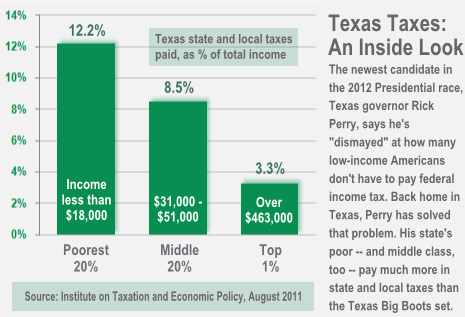 14%
12%
10%
8%
6%
4%
2%
0%
Texas state and local taxes
paid, as % of total income
12.2%
8.5%
3.3%
Income
less than
$18,000
$31,000 -
$51,000
Over
$463,000
Poorest
20%
Middle
20%
Top
1%
Source: Institute on Taxation and Economic Policy, August 2011
Texas Taxes:
An Inside Look
The newest candidate in
the 2012 Presidential race,
Texas governor Rick
Perry, says he's
"dismayed" at how many
low-income Americans
don't have to pay federal
income tax. Back home in
Texas, Perry has solved
that problem. His state's
poor -- and middle class,
too -- pay much more in
state and local taxes than
the Texas Big Boots set.